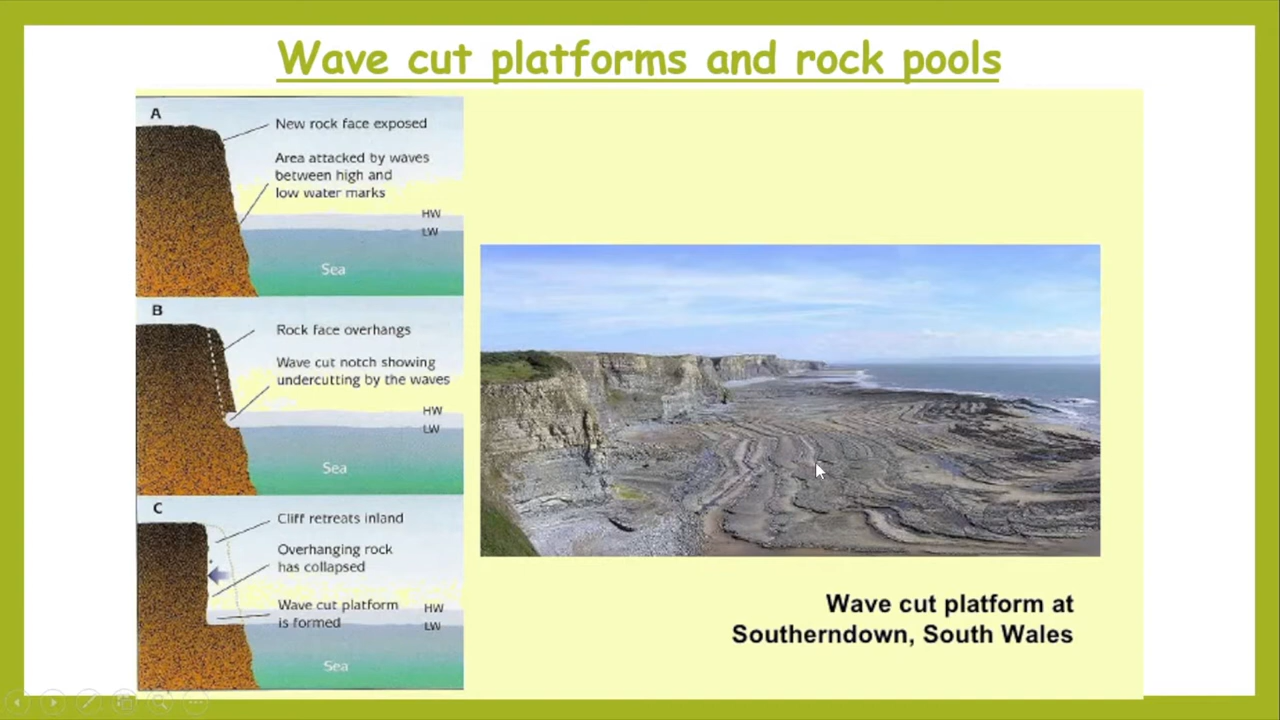 Wave cut platforms and rock pools
A
New rock face exposed
Area attacked by waves
between high and
low water marks
HW
LW
Sea
B
Rock face overhangs
Wave cut notch showing
undercutting by the waves
HW
LW
Sea
C
Cliff retreats inland
Overhanging rock
has collapsed
Wave cut platform
is formed
HW
LW
Sea
Wave cut platform at
Southerndown, South Wales